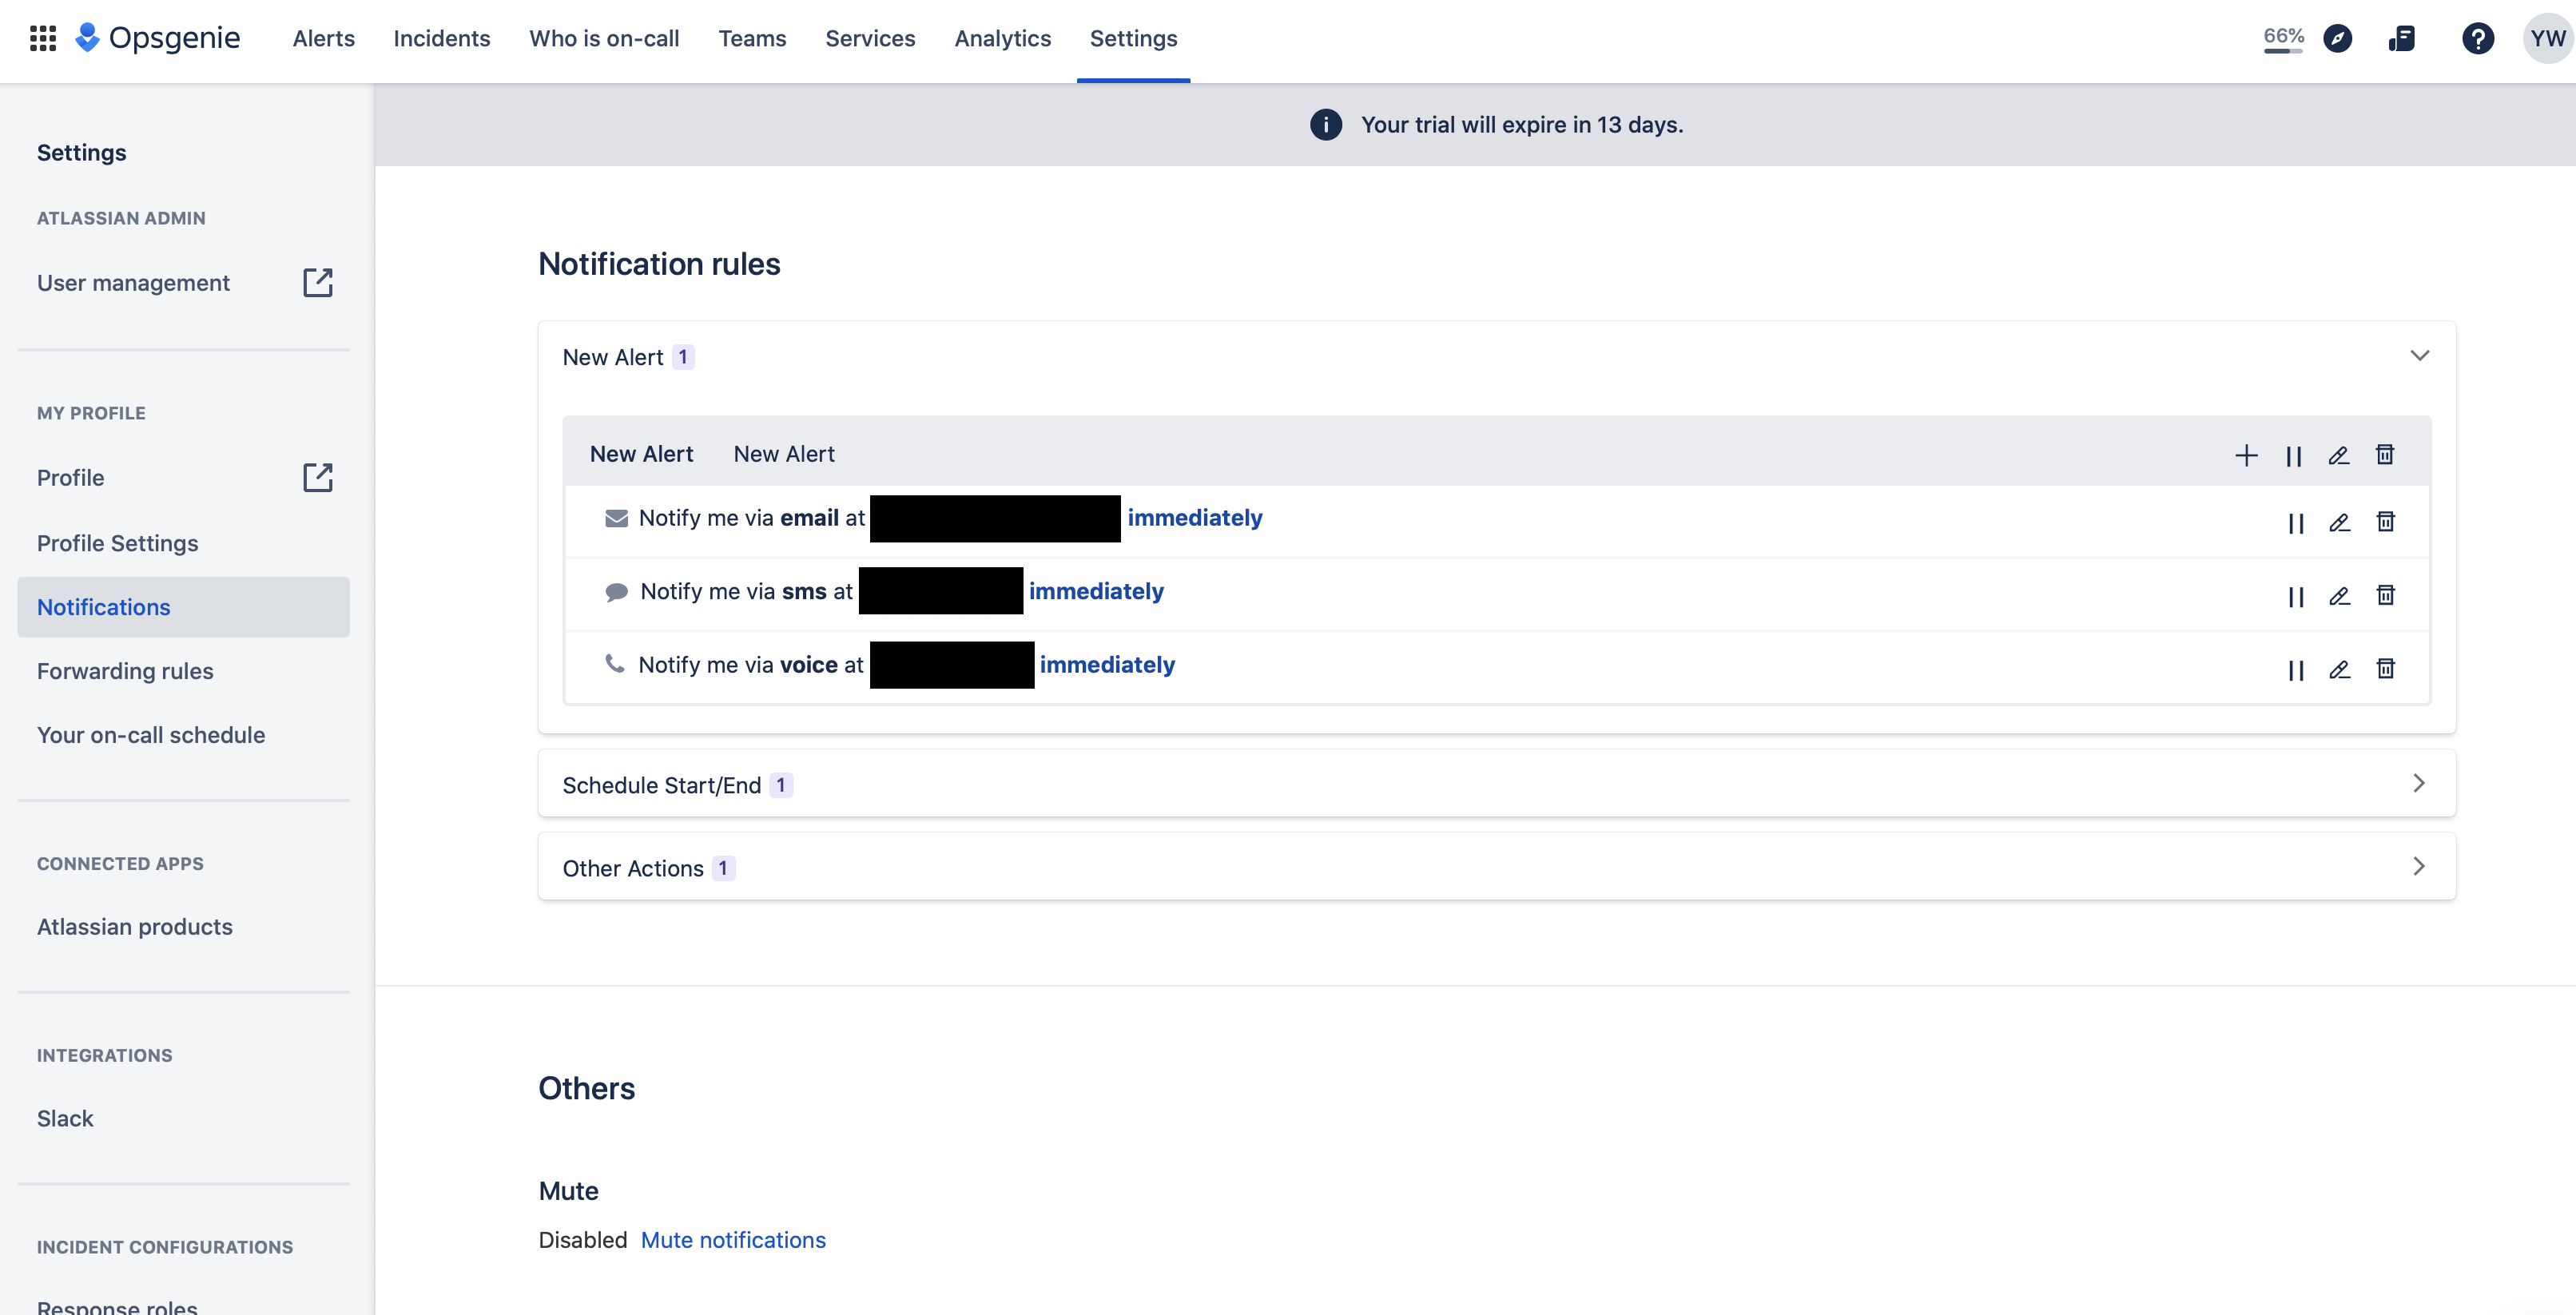 Opsgenie Alerts Incidents Who is on-call Teams Services Analytics Settings 66% YW
Your trial will expire in 13 days.
Settings
ATLASSIAN ADMIN
User management
MY PROFILE
Profile
Profile Settings
Notifications
Forwarding rules
Your on-call schedule
CONNECTED APPS
Atlassian products
INTEGRATIONS
Slack
INCIDENT CONFIGURATIONS
Response roles
Notification rules
New Alert 1
New Alert New Alert
Notify me via email at immediately
Notify me via sms at immediately
Notify me via voice at immediately
Schedule Start/End 1
Other Actions 1
Others
Mute
Disabled Mute notifications